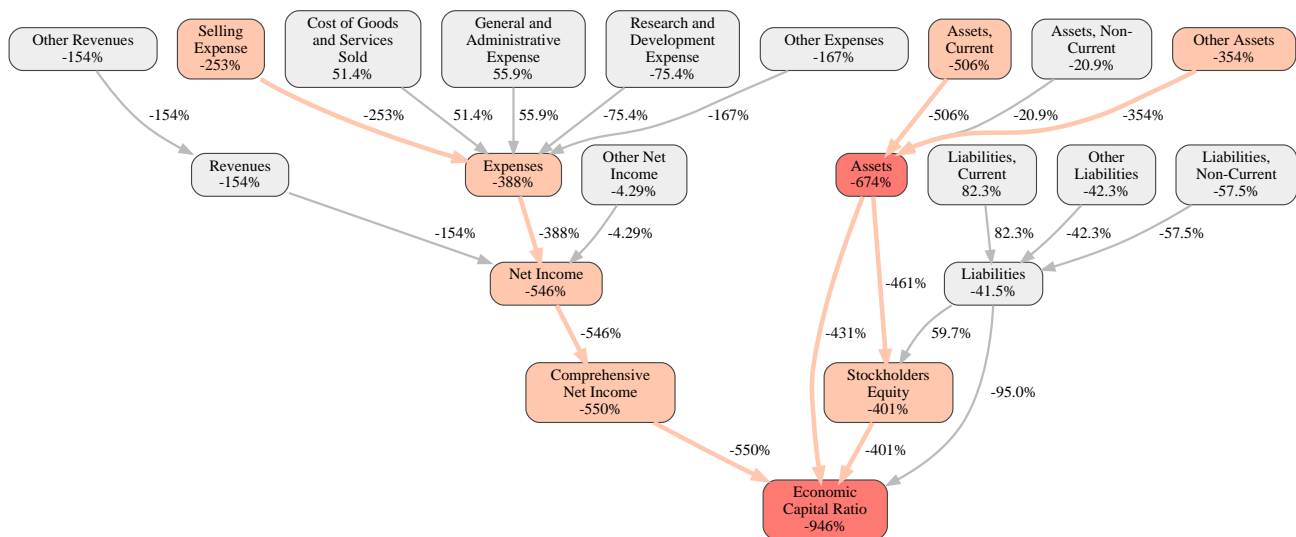 Other Revenues
-154%
Selling
Expense
-253%
Cost of Goods
and Services
Sold
51.4%
General and
Administrative
Expense
55.9%
Research and
Development
Expense
-75.4%
Other Expenses
-167%
Assets,
Current
-506%
Assets, Non-
Current
-20.9%
Other Assets
-354%
-154%
-253%
51.4%
55.9%
-75.4%
-167%
-506%
-20.9%
-354%
Revenues
-154%
Expenses
-388%
Other Net
Income
-4.29%
Assets
-674%
Liabilities,
Current
82.3%
Other
Liabilities
-42.3%
Liabilities,
Non-Current
-57.5%
-154%
-388%
-4.29%
82.3%
-42.3%
-57.5%
Net Income
-546%
-461%
Liabilities
-41.5%
-546%
-431%
59.7%
Comprehensive
Net Income
-550%
Stockholders
Equity
-401%
-95.0%
-550%
-401%
Economic
Capital Ratio
-946%